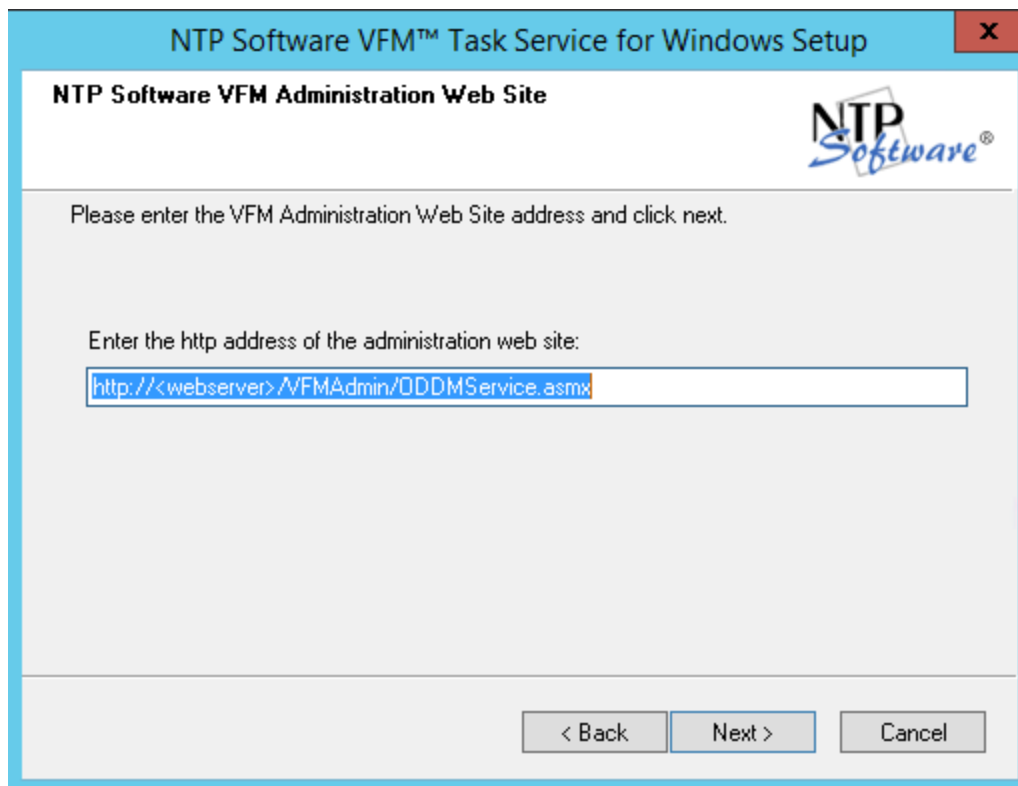 NTP Software VFM™ Task Service for Windows Setup
x
NTP Software VFM Administration Web Site
NTP
Software®
Please enter the VFM Administration Web Site address and click next.
Enter the http address of the administration web site:
http://<webserver>/VFMAdmin/ODDMService.asmx
< Back
Next >
Cancel